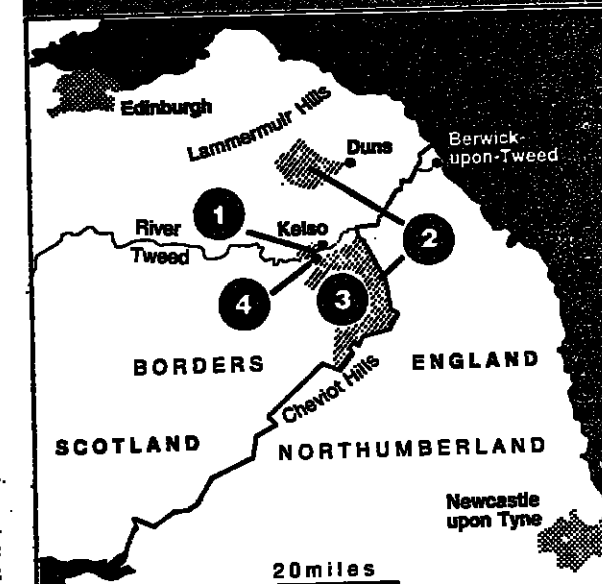 Edinburgh
Lammermuir Hills
Duns
Berwick-
upon-Tweed
1
River
Tweed
Kelso
2
4
3
BORDERS
ENGLAND
Cheviot Hills
SCOTLAND
NORTHUMBERLAND
Newcastle
upon Tyne
20miles